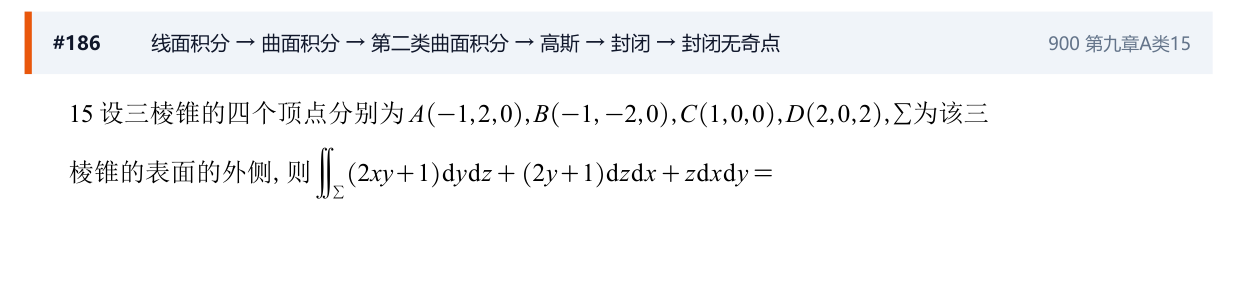 #186 线面积分 → 曲面积分 → 第二类曲面积分 → 高斯 → 封闭 → 封闭无奇点 900 第九章A类15
15 设三棱锥的四个顶点分别为 A(−1,2,0),B(−1,−2,0),C(1,0,0),D(2,0,2),∑为该三
棱锥的表面的外侧, 则 ∬_∑ (2xy+1)dydz + (2y+1)dzdx + zdxdy =